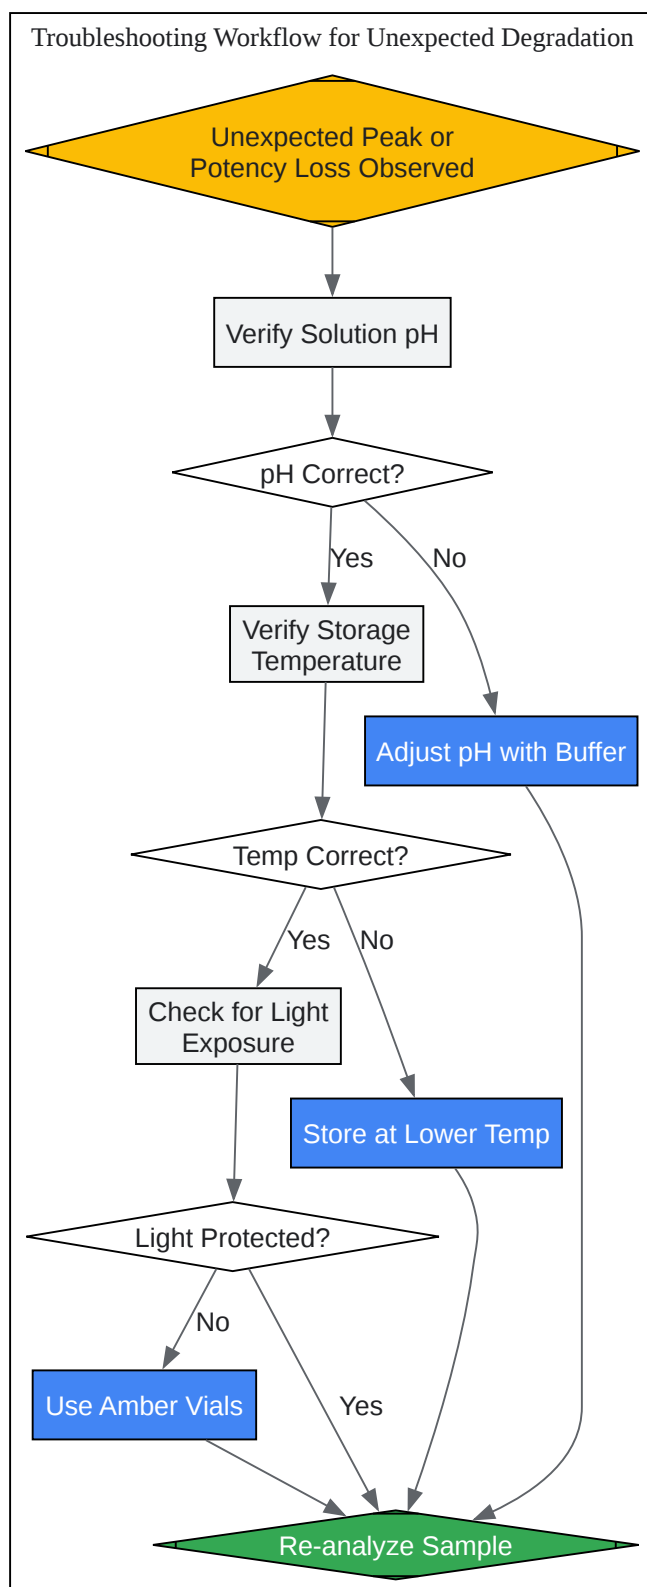 Troubleshooting Workflow for Unexpected Degradation
Unexpected Peak or
Potency Loss Observed
Verify Solution pH
pH Correct?
Yes
No
Verify Storage
Temperature
Adjust pH with Buffer
Temp Correct?
Yes
No
Check for Light
Exposure
Store at Lower Temp
Light Protected?
No
Use Amber Vials
Yes
Re-analyze Sample